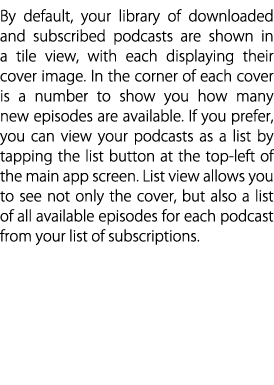 By default, your library of downloaded
and subscribed podcasts are shown in
a tile view, with each displaying their
cover image. In the corner of each cover
is a number to show you how many
new episodes are available. If you prefer,
you can view your podcasts as a list by
tapping the list button at the top-left of
the main app screen. List view allows you
to see not only the cover, but also a list
of all available episodes for each podcast
from your list of subscriptions.